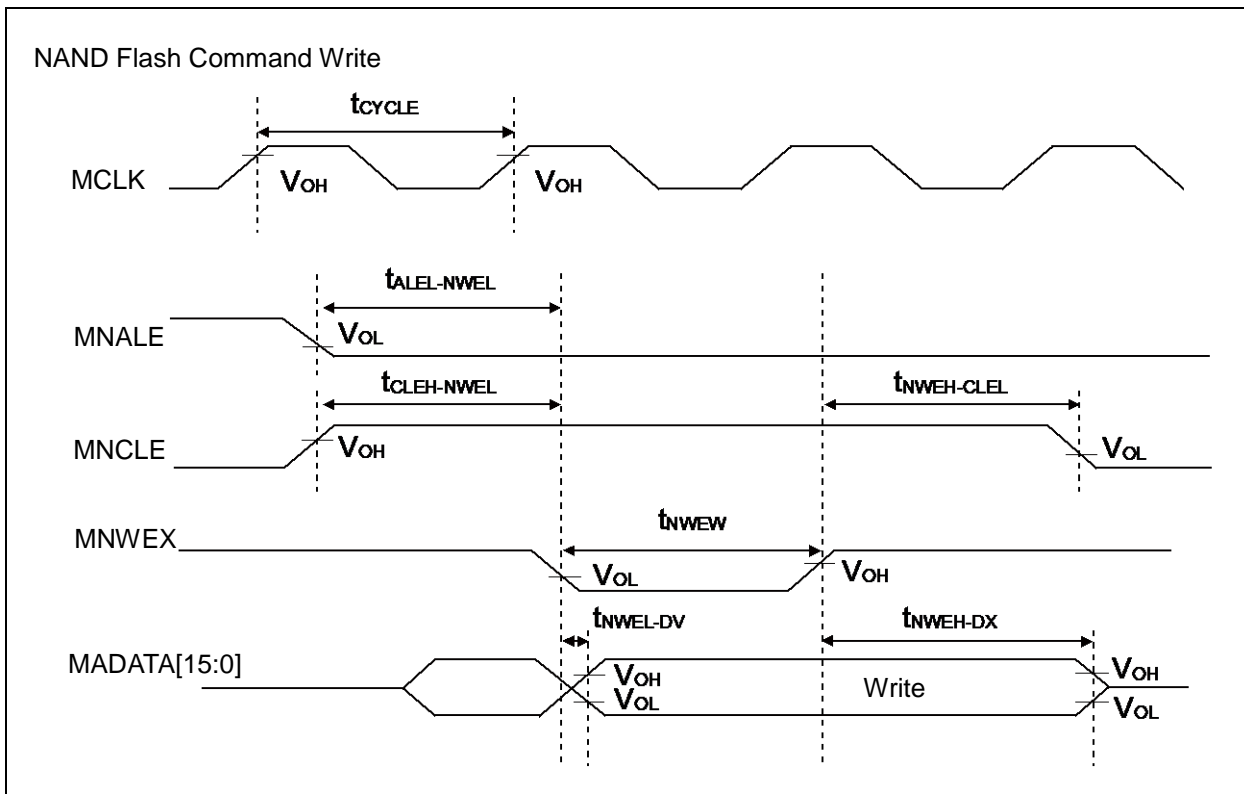 NAND Flash Command Write
tCYCLE
MCLK
VOH
VOH
tALEL-NWEL
MNALE
VOL
tCLEH-NWEL
tNWEH-CLEL
MNCLE
VOH
VOL
tNWEW
MNWEX
VOL
VOH
tNWEL-DV
tNWEH-DX
MADATA[15:0]
VOH
VOL
Write
VOH
VOL